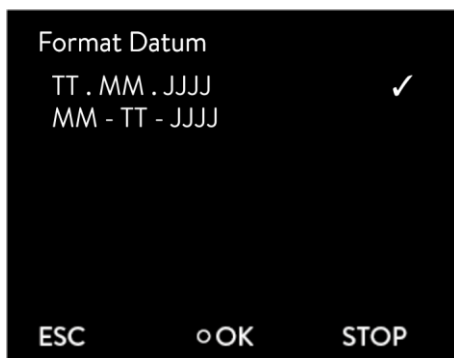 Format Datum
TT . MM . JJJJ ✓
MM - TT - JJJJ
ESC ○ OK STOP